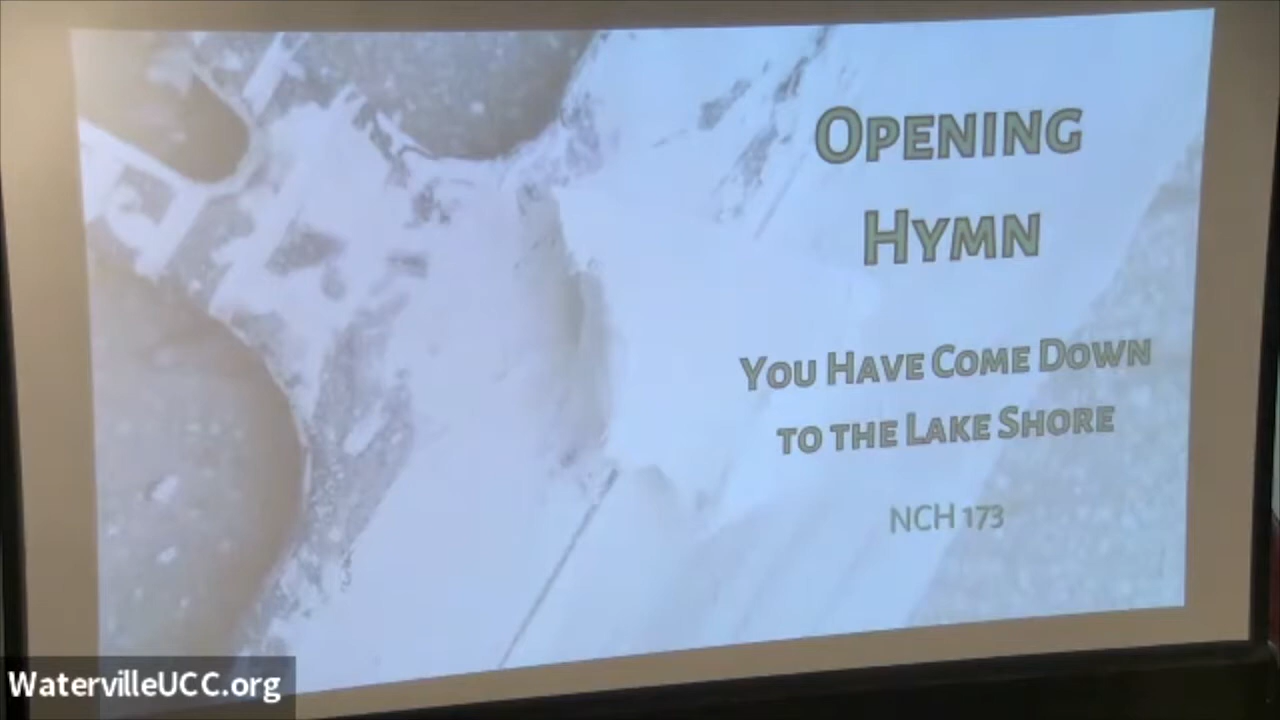 OPENING
HYMN
YOU HAVE COME DOWN
TO THE LAKE SHORE
NCH 173
WatervilleUCC.org